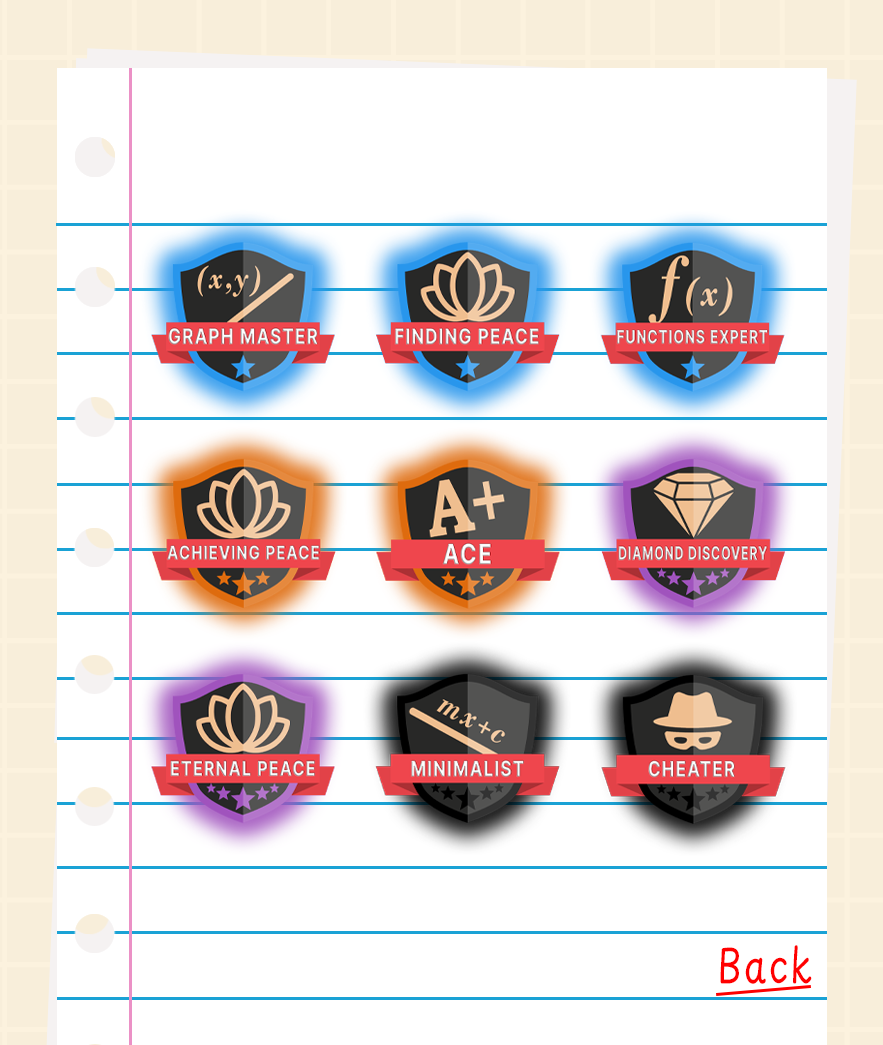 (x,y)
GRAPH MASTER
FINDING PEACE
f(x)
FUNCTIONS EXPERT
ACHIEVING PEACE
A+
ACE
DIAMOND DISCOVERY
ETERNAL PEACE
mx+c
MINIMALIST
CHEATER
Back